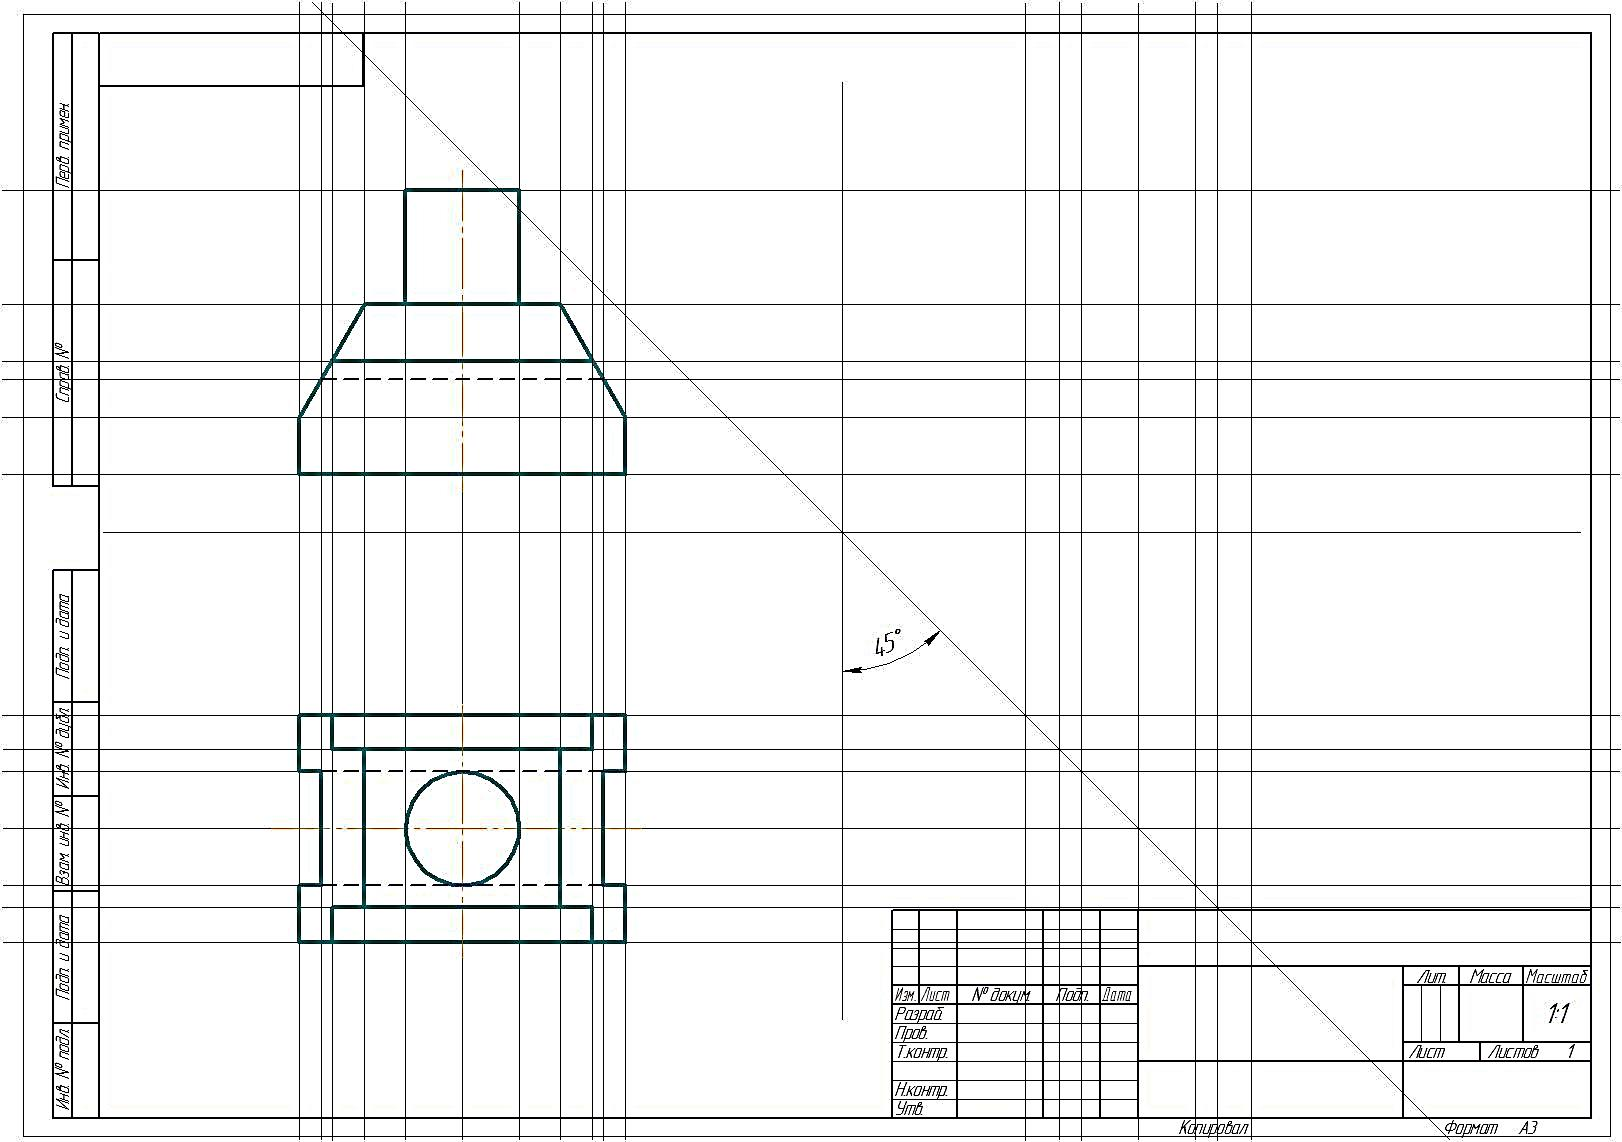 Перв. примен.
Справ. №
Подп. и дата
Инв. № дубл.
Взам. инв. №
Подп. и дата
Инв. № подл.
45°
Изм. Лист № докум. Подп. Дата
Разраб.
Пров.
Т.контр.
Н.контр.
Утв.
Лит. Масса Масштаб
1:1
Лист Листов 1
Копировал Формат А3